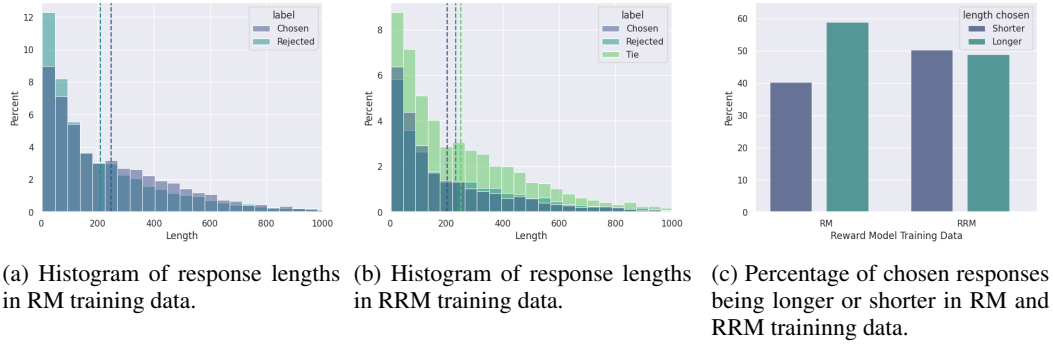 label
Chosen
Rejected
12
10
8
6
4
2
0
Percent
0
200
400
600
800
1000
Length
label
Chosen
Rejected
Tie
8
6
4
2
0
Percent
0
200
400
600
800
1000
Length
length chosen
Shorter
Longer
60
50
40
30
20
10
0
Percent
RM
RRM
Reward Model Training Data
(a) Histogram of response lengths
in RM training data.
(b) Histogram of response lengths
in RRM training data.
(c) Percentage of chosen responses
being longer or shorter in RM and
RRM traininng data.